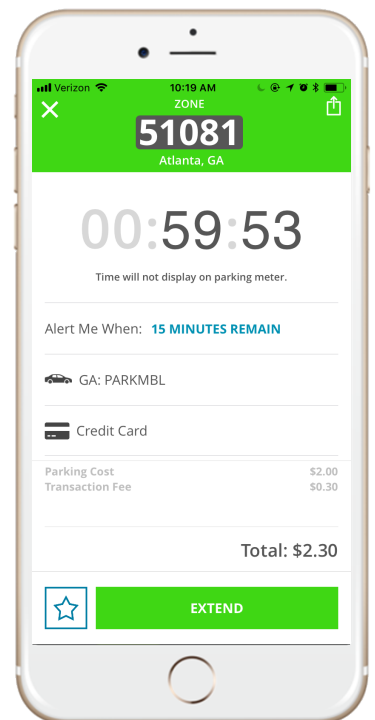 Verizon 10:19 AM
ZONE
51081
Atlanta, GA
00:59:53
Time will not display on parking meter.
Alert Me When: 15 MINUTES REMAIN
GA: PARKMBL
Credit Card
Parking Cost $2.00
Transaction Fee $0.30
Total: $2.30
EXTEND